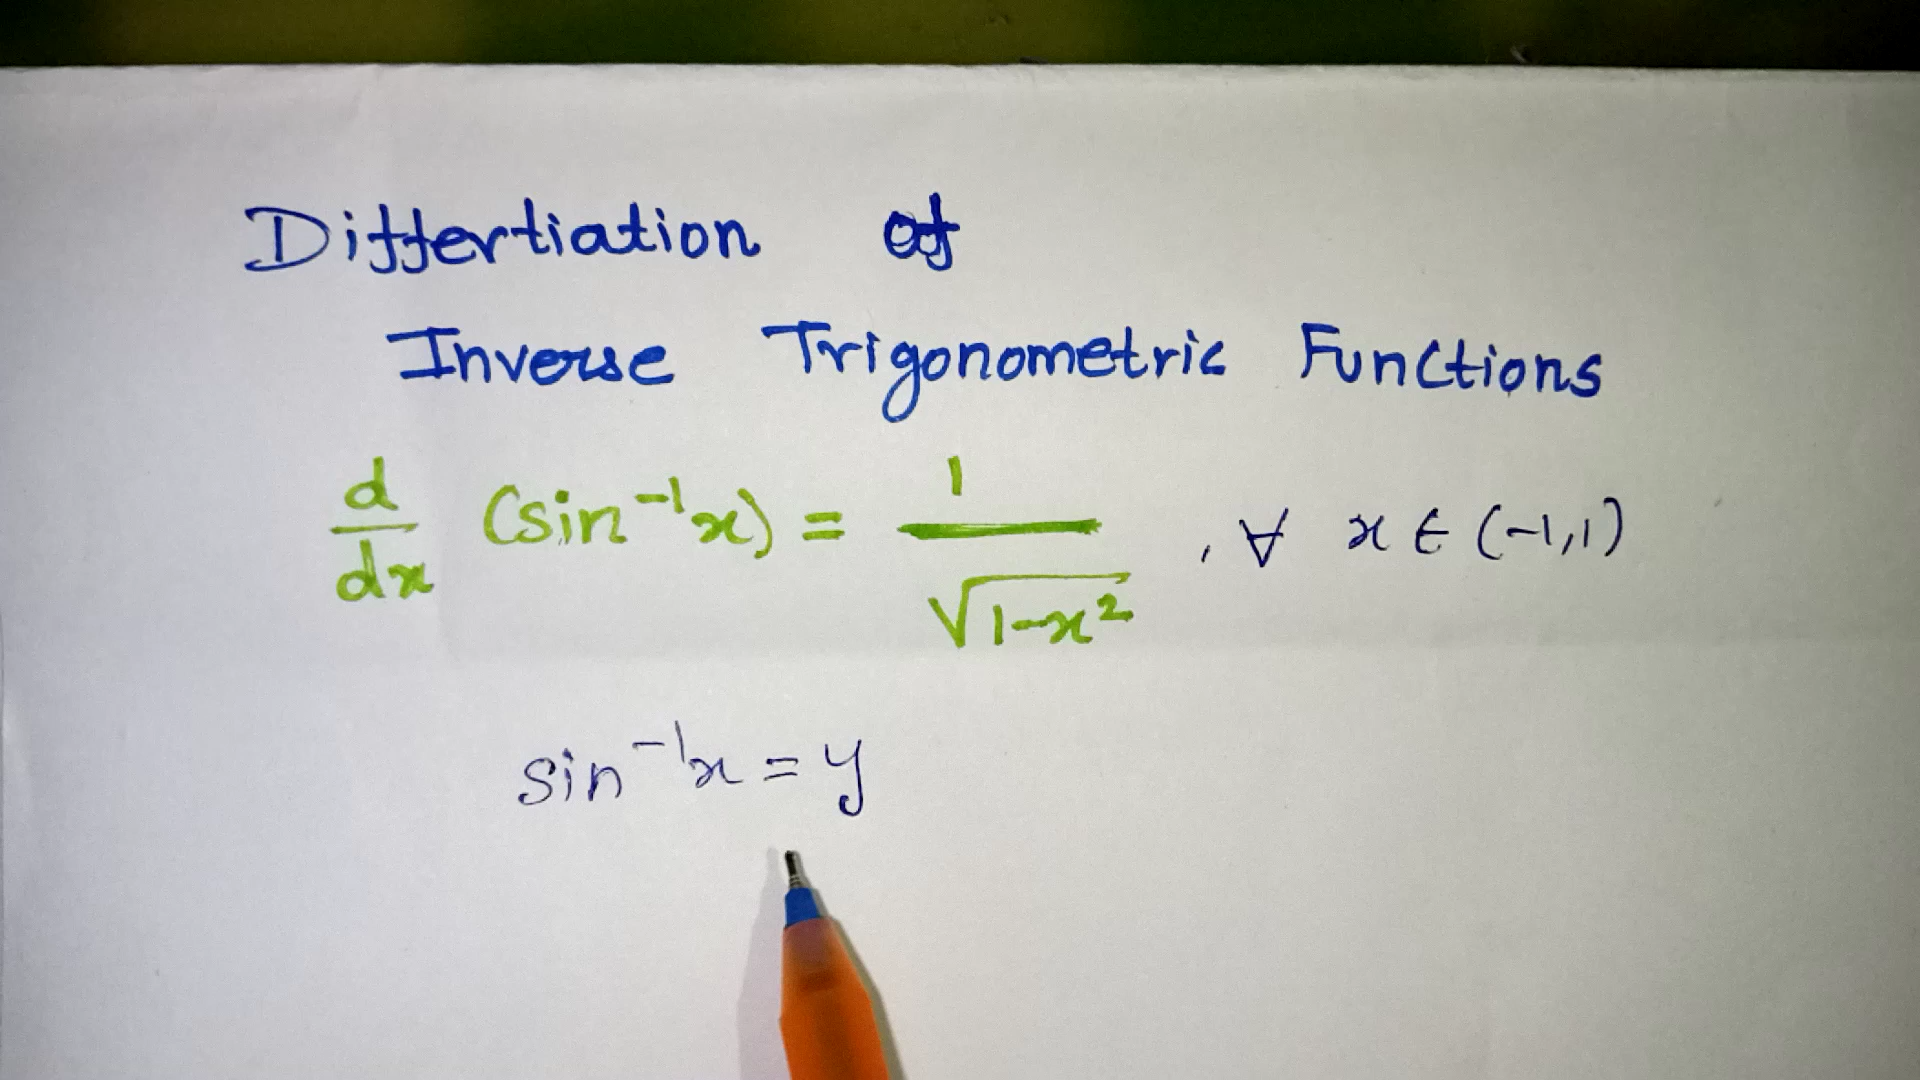 Differtiation of
Inverse Trigonometric Functions
d/dx (sin⁻¹x) = 1/√(1-x²) , ∀ x ∈ (-1,1)
sin⁻¹x = y